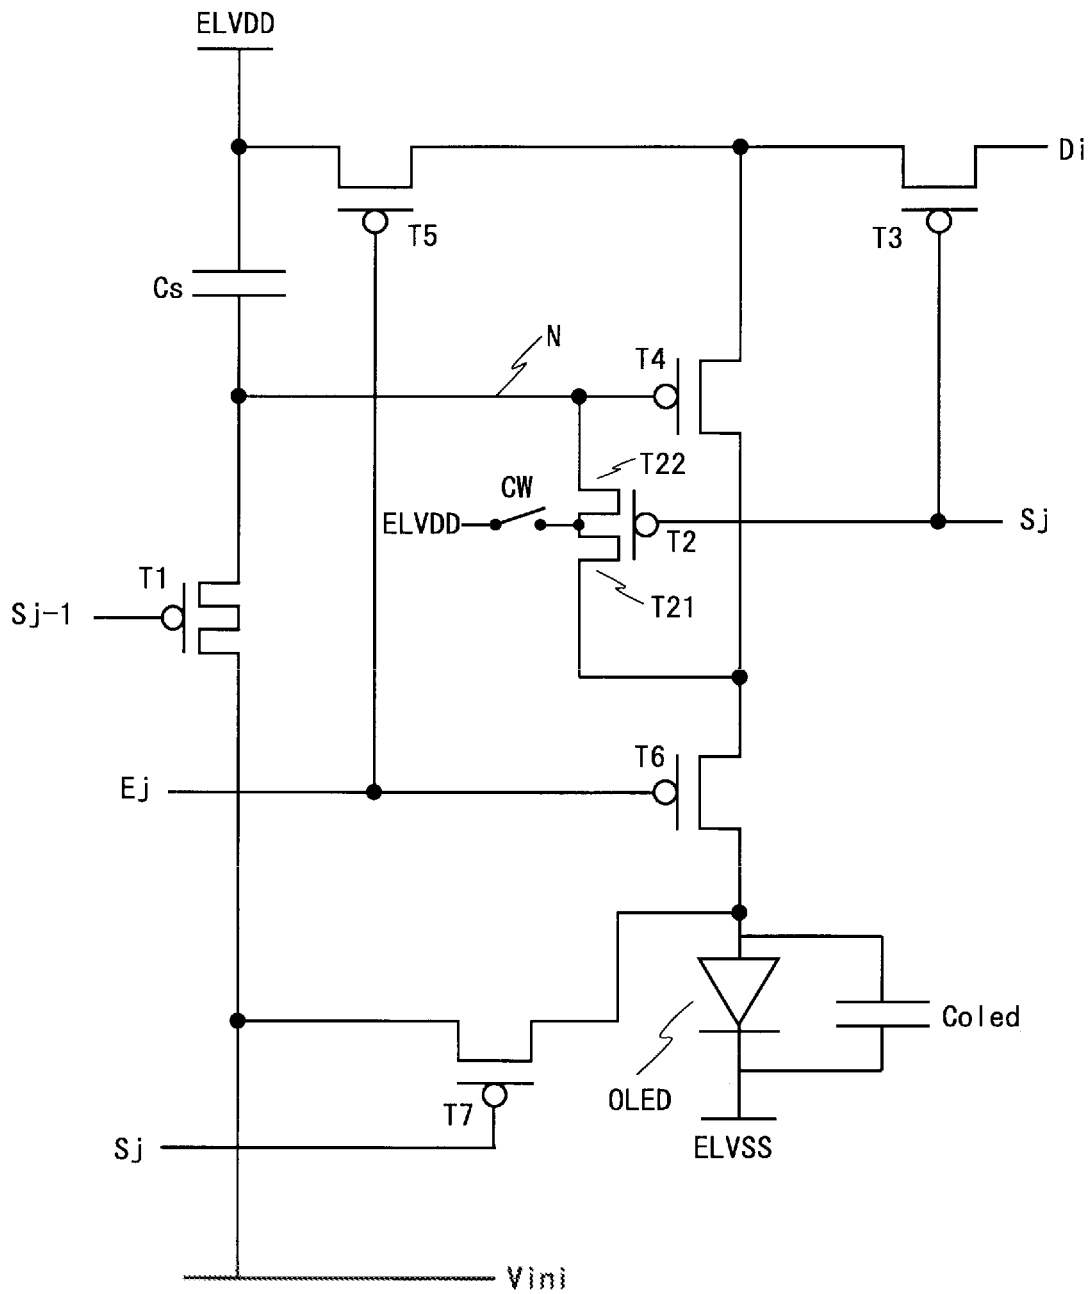 ELVDD
Di
T5
T3
Cs
N
T4
T22
CW
ELVDD
T2
Sj
T1
Sj-1
T21
T6
Ej
Coled
OLED
T7
Sj
ELVSS
Vini